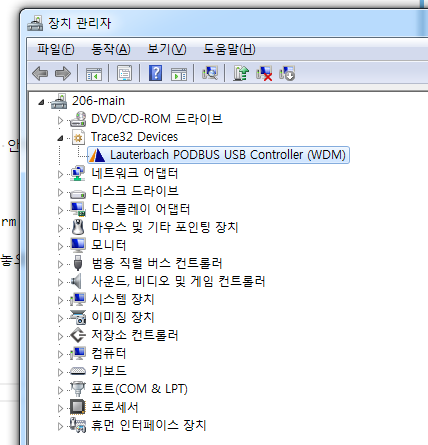 장치 관리자
파일(F) 동작(A) 보기(V) 도움말(H)
206-main
DVD/CD-ROM 드라이브
안
Trace32 Devices
Lauterbach PODBUS USB Controller (WDM)
네트워크 어댑터
디스크 드라이브
디스플레이 어댑터
rm
마우스 및 기타 포인팅 장치
모니터
놓으
범용 직렬 버스 컨트롤러
사운드, 비디오 및 게임 컨트롤러
시스템 장치
이미징 장치
저장소 컨트롤러
컴퓨터
키보드
포트(COM & LPT)
프로세서
휴먼 인터페이스 장치